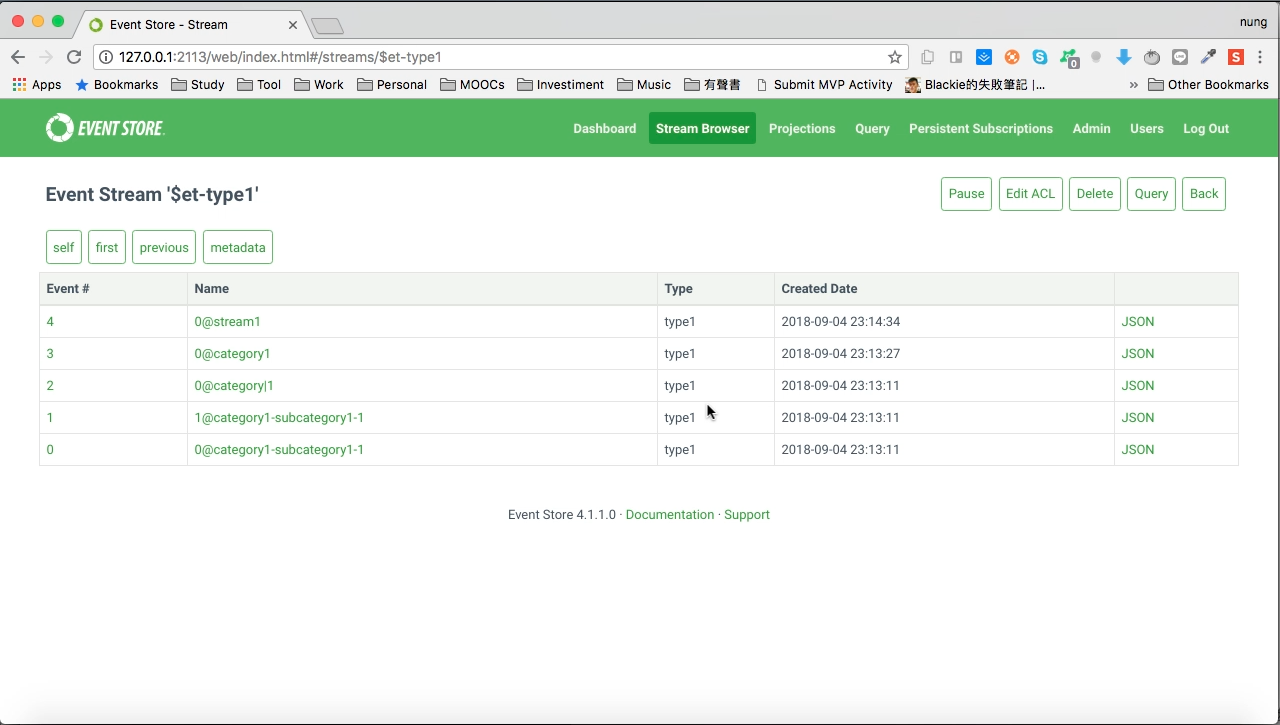 Event Store - Stream
nung
127.0.0.1:2113/web/index.html#/streams/$et-type1
0
S
Apps Bookmarks Study Tool Work Personal MOOCs Investiment Music 有聲書 Submit MVP Activity Blackie的失敗筆記 |... » Other Bookmarks
EVENT STORE. Dashboard Stream Browser Projections Query Persistent Subscriptions Admin Users Log Out
Event Stream '$et-type1' Pause Edit ACL Delete Query Back
self first previous metadata
Event # Name Type Created Date
4 0@stream1 type1 2018-09-04 23:14:34 JSON
3 0@category1 type1 2018-09-04 23:13:27 JSON
2 0@category|1 type1 2018-09-04 23:13:11 JSON
1 1@category1-subcategory1-1 type1 2018-09-04 23:13:11 JSON
0 0@category1-subcategory1-1 type1 2018-09-04 23:13:11 JSON
Event Store 4.1.1.0 · Documentation · Support